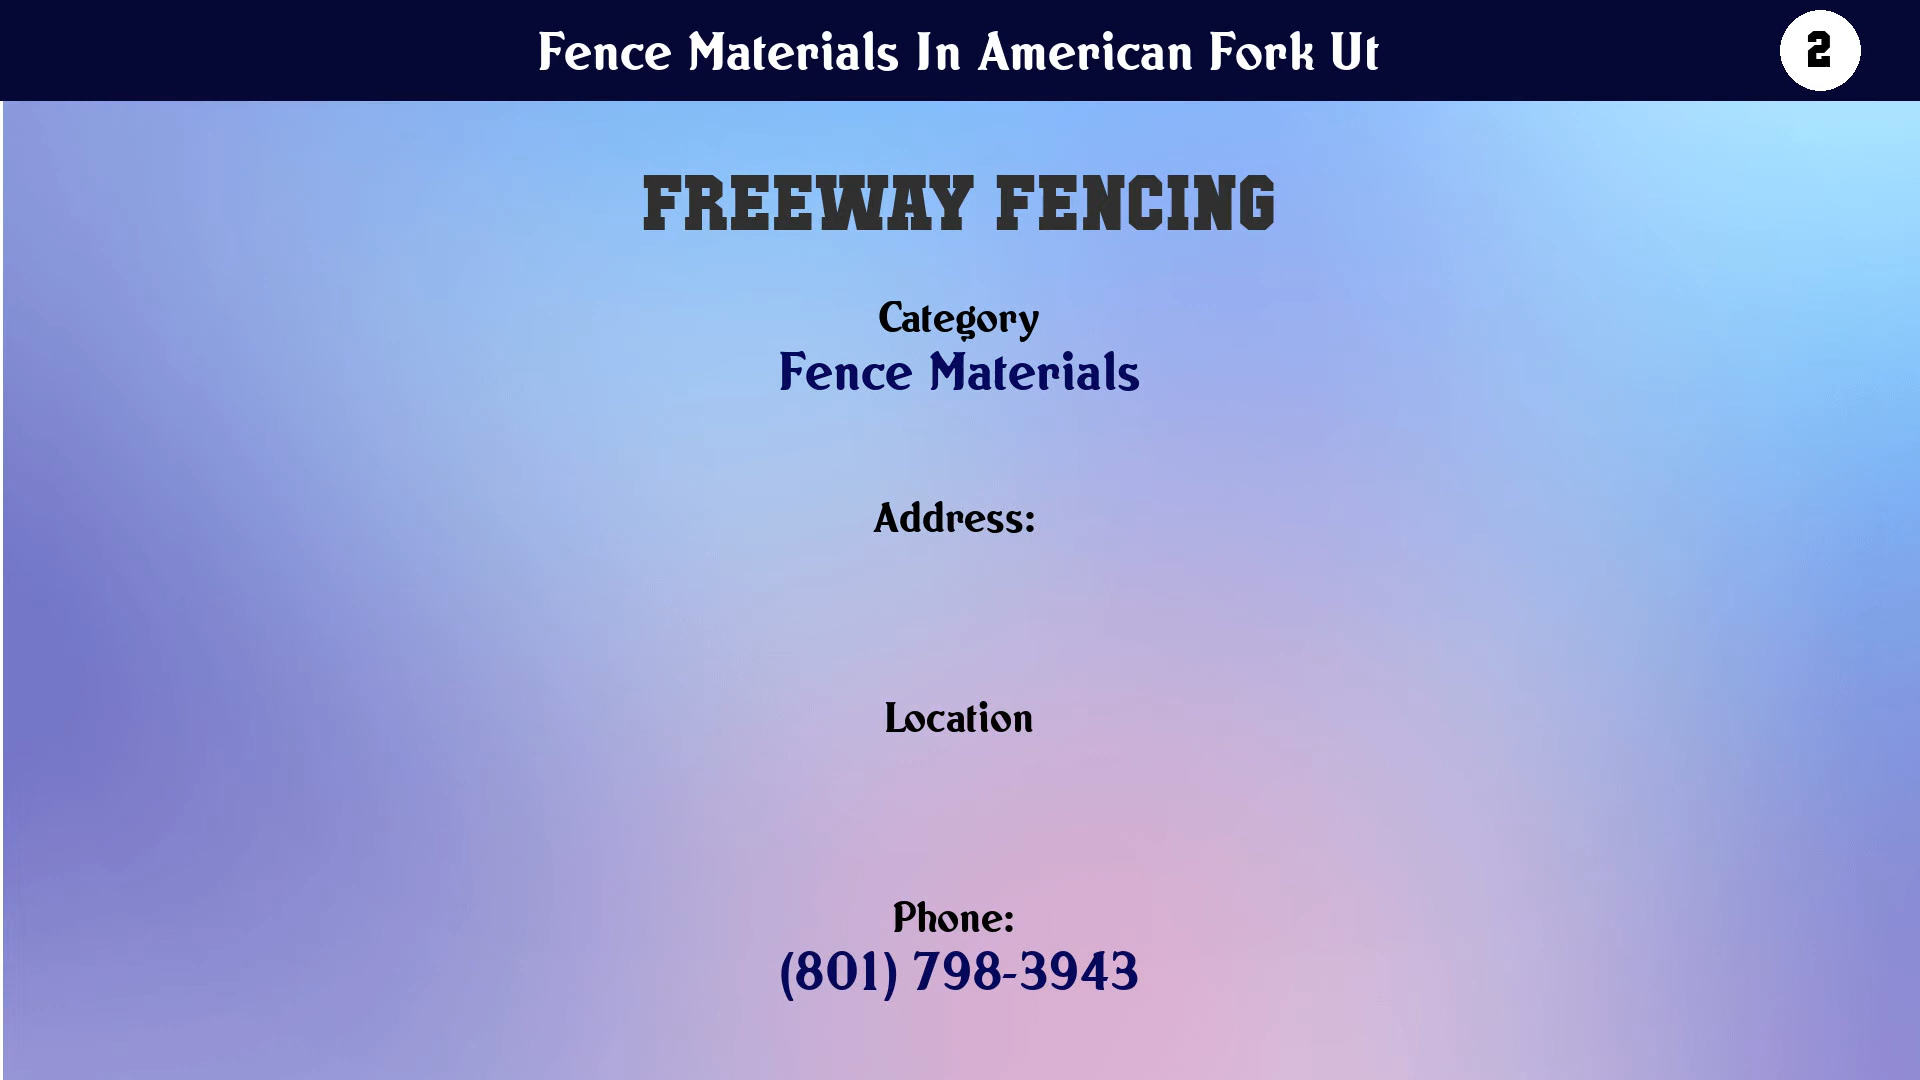 Fence Materials In American Fork Ut
2
FREEWAY FENCING
Category
Fence Materials
Address:
Location
Phone:
(801) 798-3943